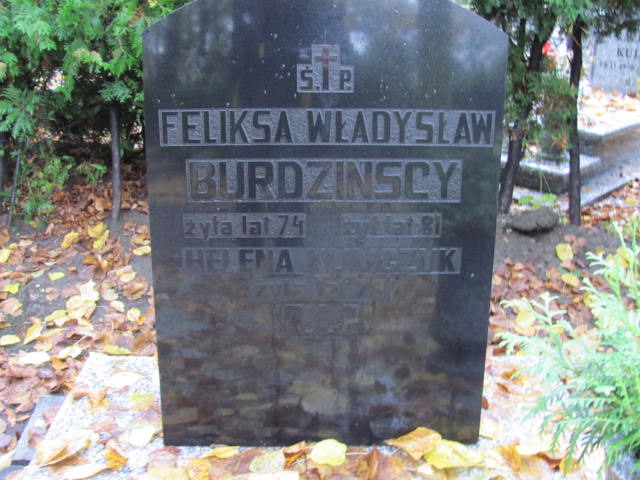 Ś.P.
FELIKSA WŁADYSŁAW
BURDZINSCY
żyła lat 74 żył lat 81
HELENA
R.I.P.